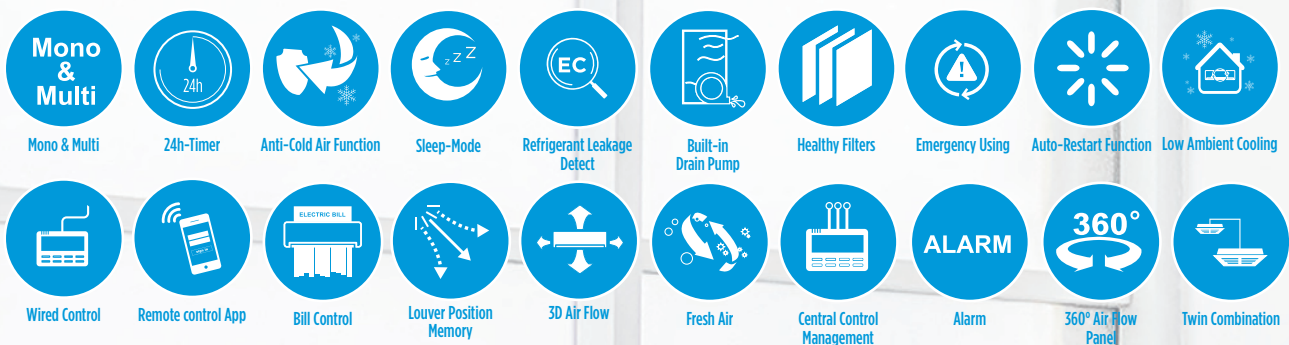 Mono
&
Multi
24h
zzz
EC
Mono & Multi
24h-Timer
Anti-Cold Air Function
Sleep-Mode
Refrigerant Leakage
Detect
Built-in
Drain Pump
Healthy Filters
Emergency Using
Auto-Restart Function
Low Ambient Cooling
ELECTRIC BILL
ALARM
360°
Wired Control
Remote control App
Bill Control
Louver Position
Memory
3D Air Flow
Fresh Air
Central Control
Management
Alarm
360° Air Flow
Panel
Twin Combination